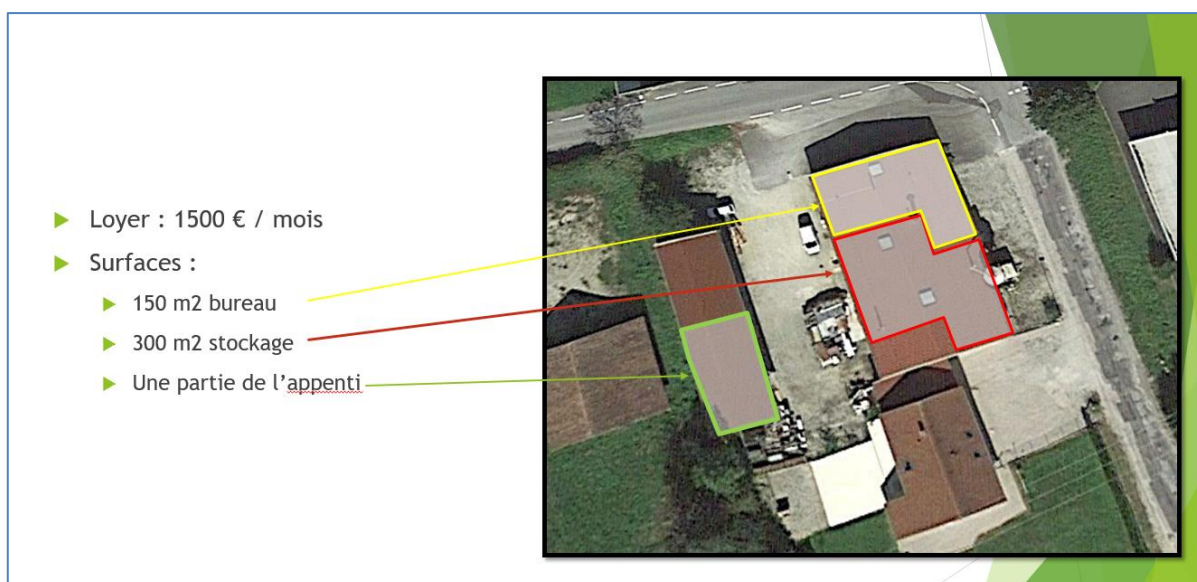 Loyer : 1500 € / mois
Surfaces :
150 m2 bureau
300 m2 stockage
Une partie de l'appenti